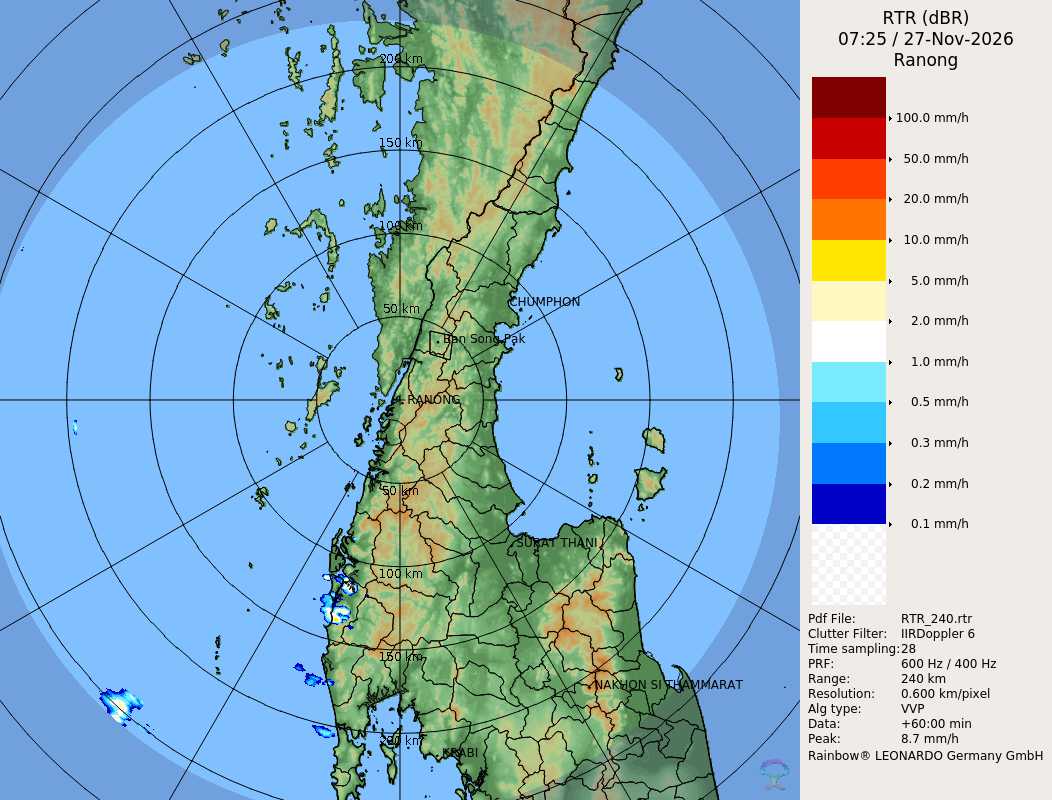 RTR (dBR)
07:25 / 27-Nov-2026
Ranong
100.0 mm/h
50.0 mm/h
20.0 mm/h
10.0 mm/h
5.0 mm/h
2.0 mm/h
1.0 mm/h
0.5 mm/h
0.3 mm/h
0.2 mm/h
0.1 mm/h
Pdf File: RTR_240.rtr
Clutter Filter: IIRDoppler 6
Time sampling:28
PRF: 600 Hz / 400 Hz
Range: 240 km
Resolution: 0.600 km/pixel
Alg type: VVP
Data: +60:00 min
Peak: 8.7 mm/h
Rainbow® LEONARDO Germany GmbH
200 km
150 km
100 km
CHUMPHON
50 km
Ban Song Pak
RANONG
50 km
SURAT THANI
100 km
150 km
NAKHON SI THAMMARAT
200 km
KRABI